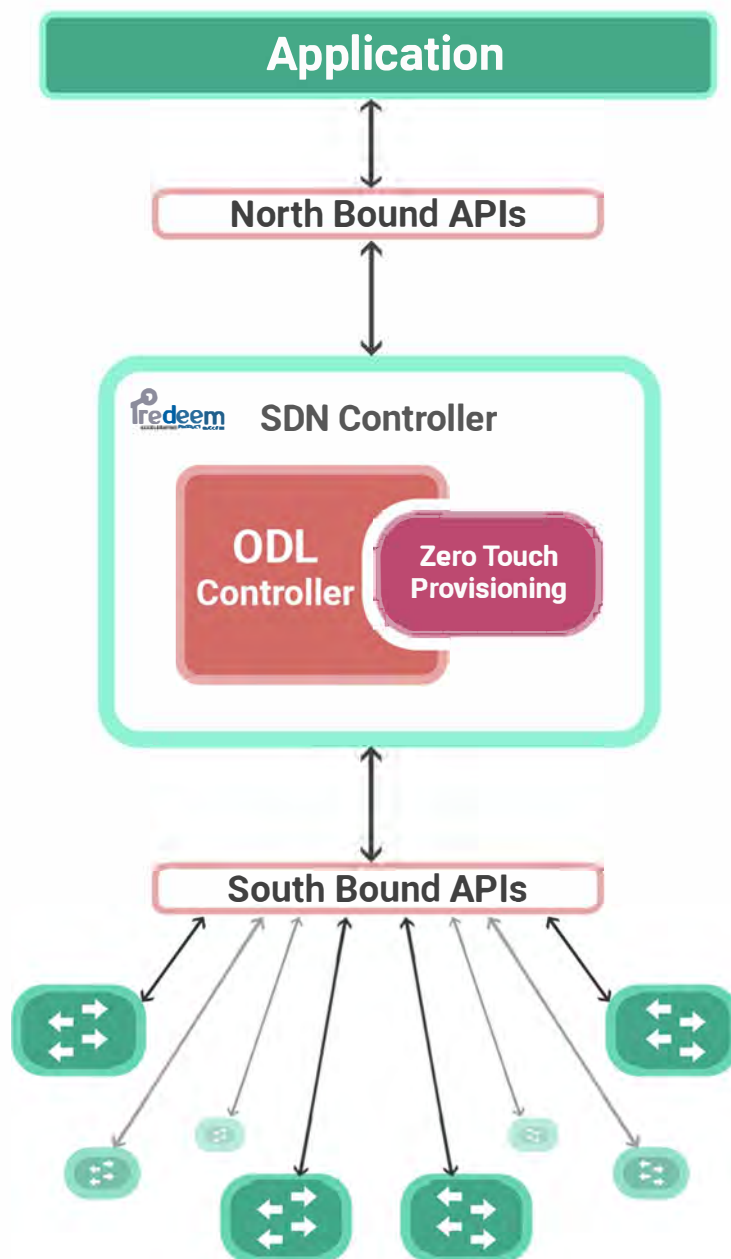 Application
North Bound APIs
redeem
SDN Controller
ODL
Controller
Zero Touch
Provisioning
South Bound APIs